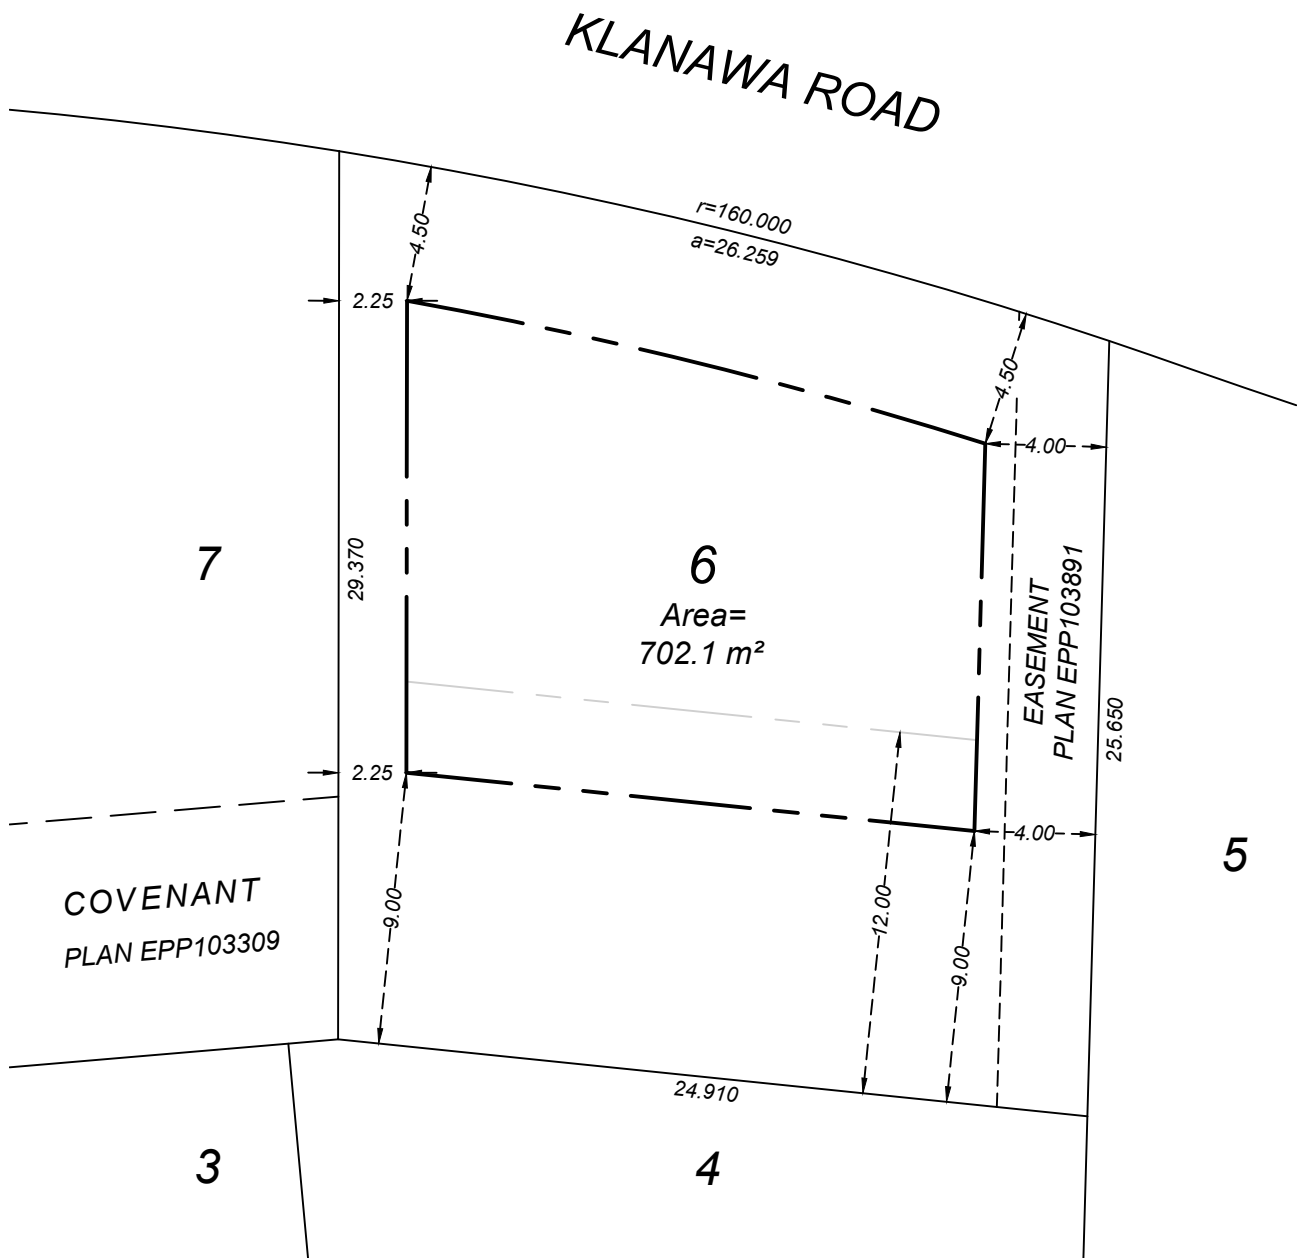 KLANAWA ROAD
r=160.000
a=26.259
4.50
2.25
4.50
4.00
7
29.370
6
Area=
702.1 m²
EASEMENT
PLAN EPP103891
25.650
2.25
4.00
5
COVENANT
PLAN EPP103309
9.00
12.00
9.00
24.910
3
4